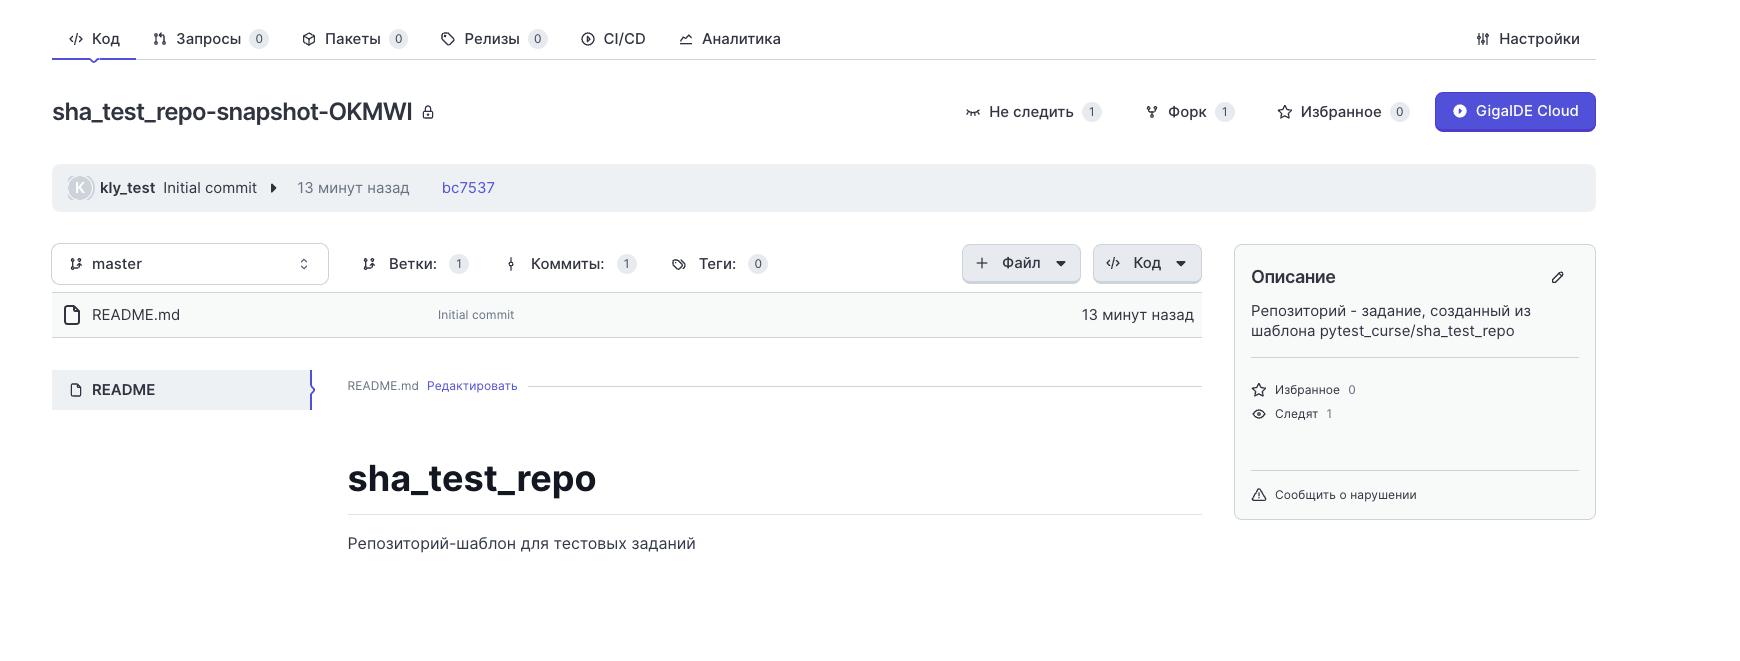 Код Запросы 0 Пакеты 0 Релизы 0 CI/CD Аналитика Настройки
sha_test_repo-snapshot-OKMWI Не следить 1 Форк 1 Избранное 0 GigaIDE Cloud
K kly_test Initial commit 13 минут назад bc7537
master Ветки: 1 Коммиты: 1 Теги: 0 Файл Код
README.md Initial commit 13 минут назад
README
README.md Редактировать
sha_test_repo
Репозиторий-шаблон для тестовых заданий
Описание
Репозиторий - задание, созданный из
шаблона pytest_curse/sha_test_repo
Избранное 0
Следят 1
Сообщить о нарушении